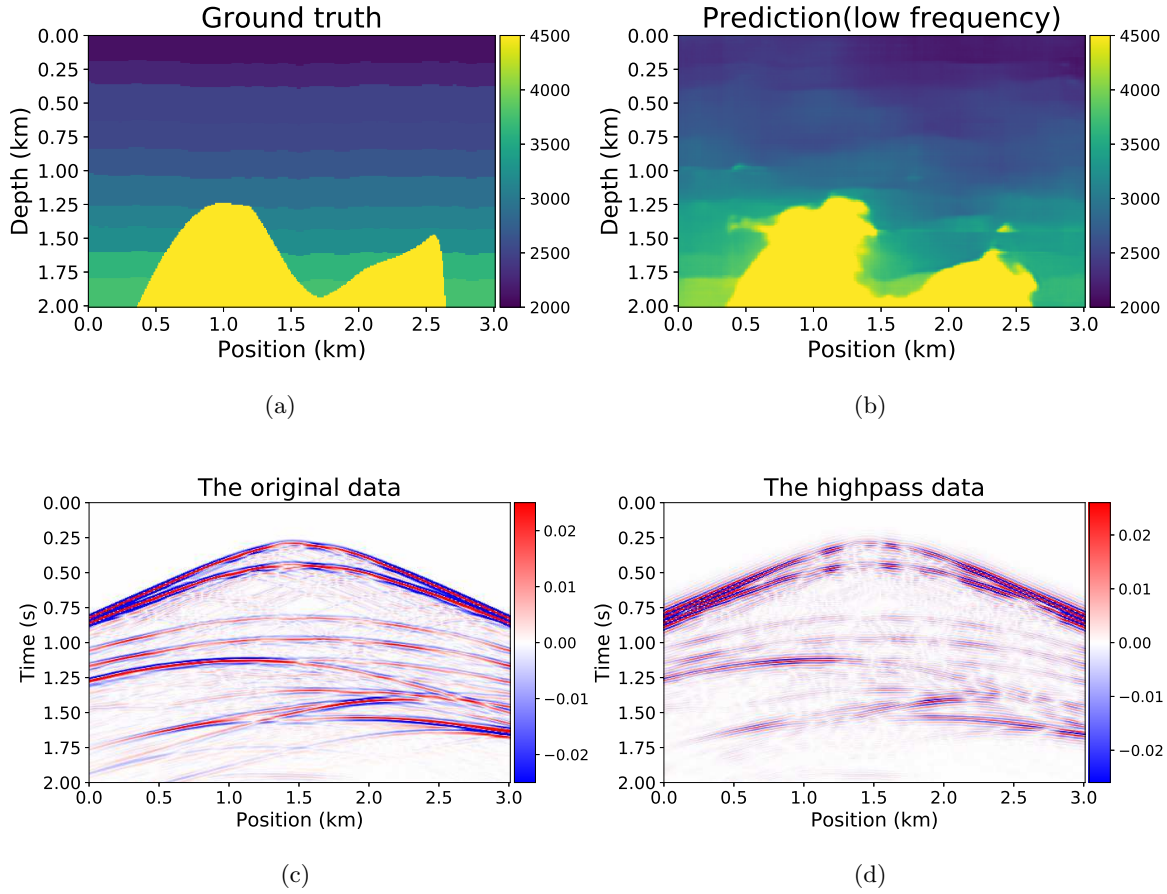 Ground truth
0.00
0.25
0.50
0.75
1.00
1.25
1.50
1.75
2.00
Depth (km)
0.0 0.5 1.0 1.5 2.0 2.5 3.0
Position (km)
4500
4000
3500
3000
2500
2000
(a)
Prediction(low frequency)
0.00
0.25
0.50
0.75
1.00
1.25
1.50
1.75
2.00
Depth (km)
0.0 0.5 1.0 1.5 2.0 2.5 3.0
Position (km)
4500
4000
3500
3000
2500
2000
(b)
The original data
0.00
0.25
0.50
0.75
1.00
1.25
1.50
1.75
2.00
Time (s)
0.0 0.5 1.0 1.5 2.0 2.5 3.0
Position (km)
0.02
0.01
0.00
−0.01
−0.02
(c)
The highpass data
0.00
0.25
0.50
0.75
1.00
1.25
1.50
1.75
2.00
Time (s)
0.0 0.5 1.0 1.5 2.0 2.5 3.0
Position (km)
0.02
0.01
0.00
−0.01
−0.02
(d)